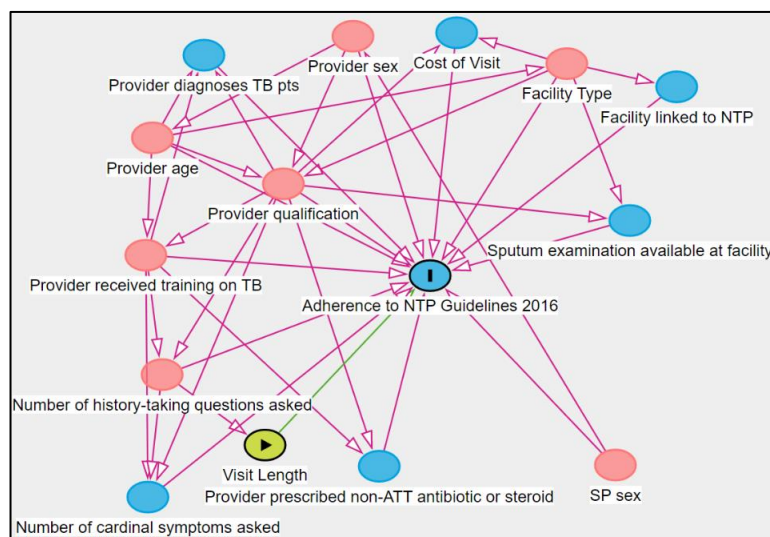 Provider sex
Cost of Visit
Provider diagnoses TB pts
Facility Type
Facility linked to NTP
Provider age
Provider qualification
Sputum examination available at facility
Provider received training on TB
Adherence to NTP Guidelines 2016
Number of history-taking questions asked
Visit Length
Provider prescribed non-ATT antibiotic or steroid
SP sex
Number of cardinal symptoms asked